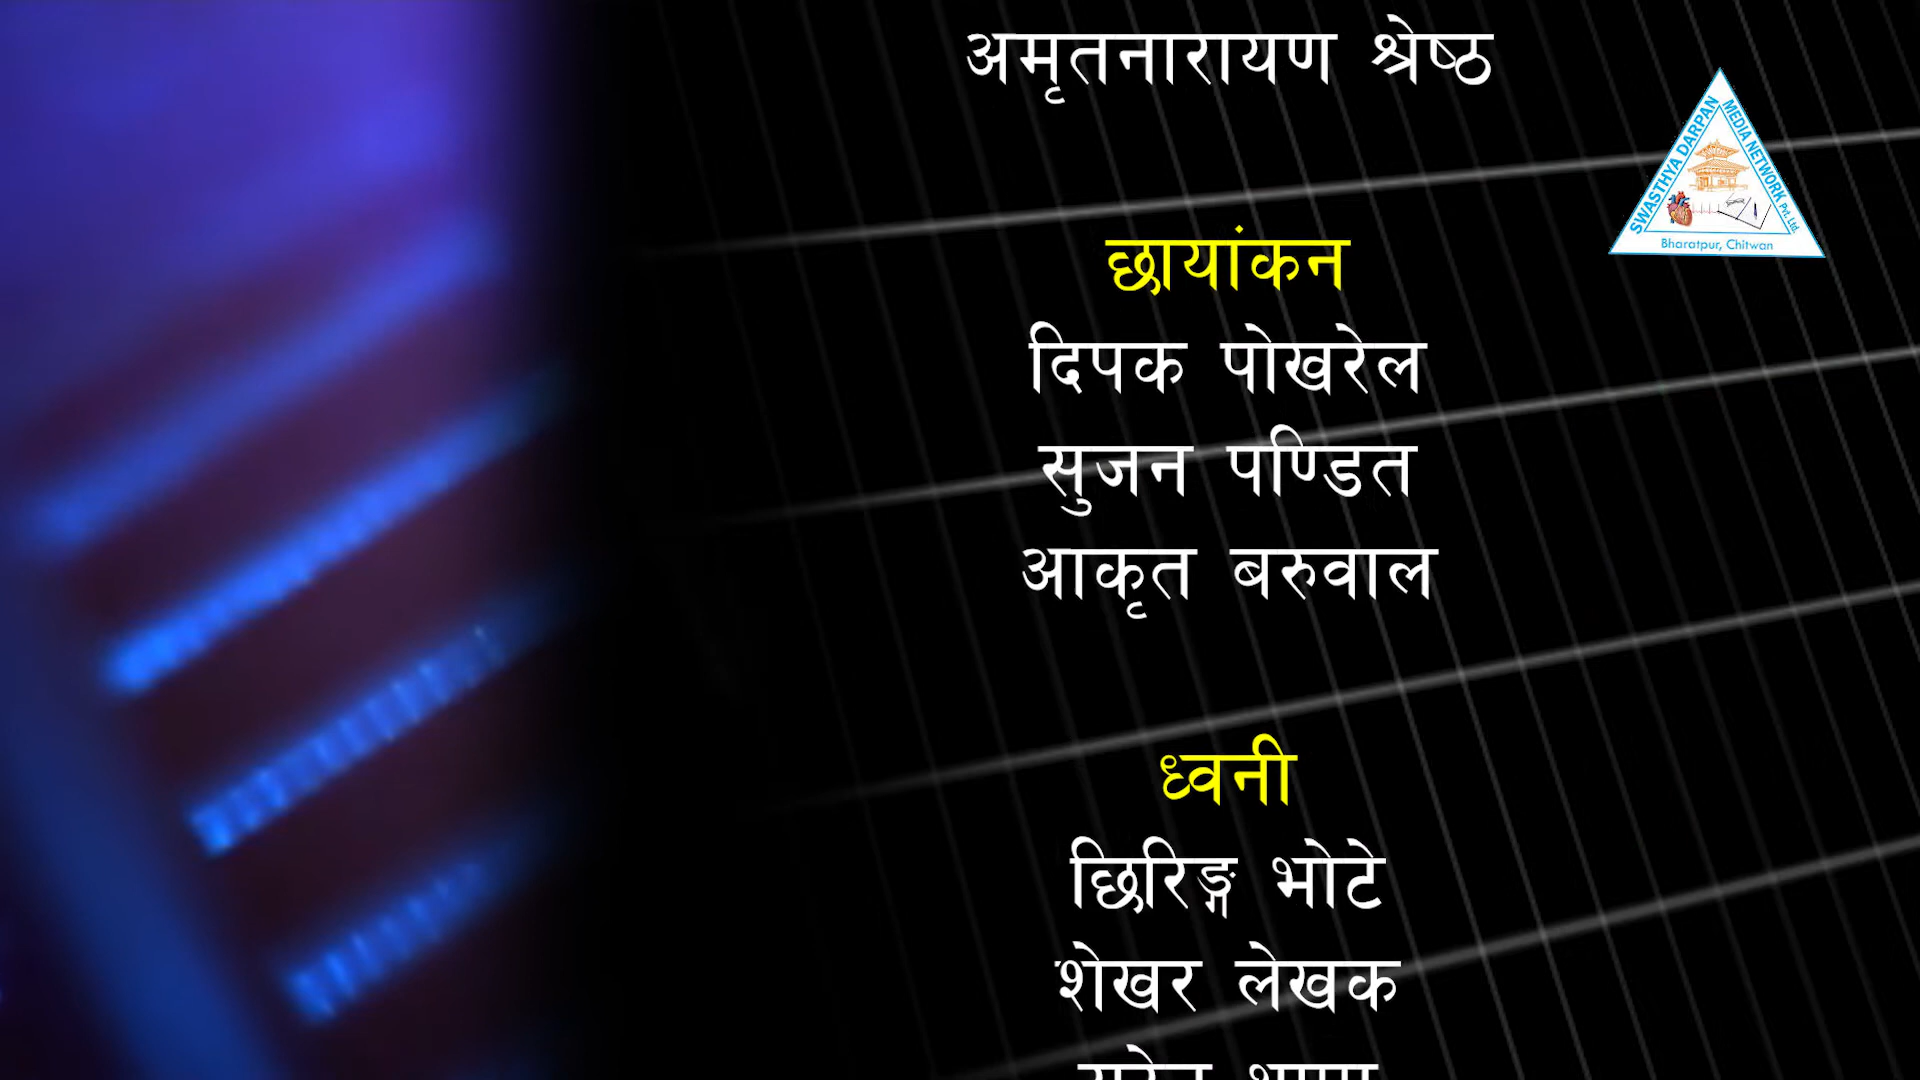 अमृतनारायण श्रेष्ठ
SWASTHYA DARPAN
MEDIA NETWORK Pvt. Ltd.
Bharatpur, Chitwan
छायांकन
दिपक पोखरेल
सुजन पण्डित
आकृत बरुवाल
ध्वनी
छिरिङ्ग भोटे
शेखर लेखक